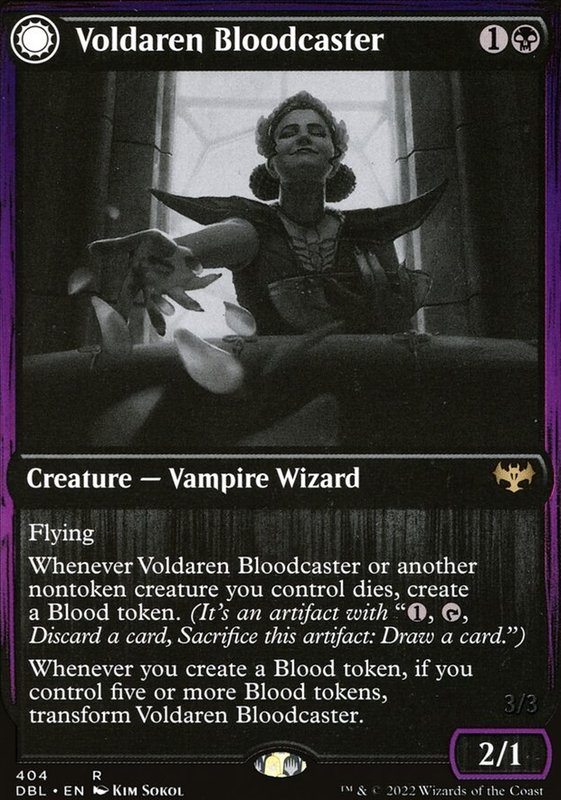 Voldaren Bloodcaster 1
Creature — Vampire Wizard
Flying
Whenever Voldaren Bloodcaster or another
nontoken creature you control dies, create
a Blood token. (It's an artifact with “1, ,
Discard a card, Sacrifice this artifact: Draw a card.”)
Whenever you create a Blood token, if you
control five or more Blood tokens,
transform Voldaren Bloodcaster.
3/3
2/1
404 R
DBL • EN Kim Sokol
™ & © 2022 Wizards of the Coast